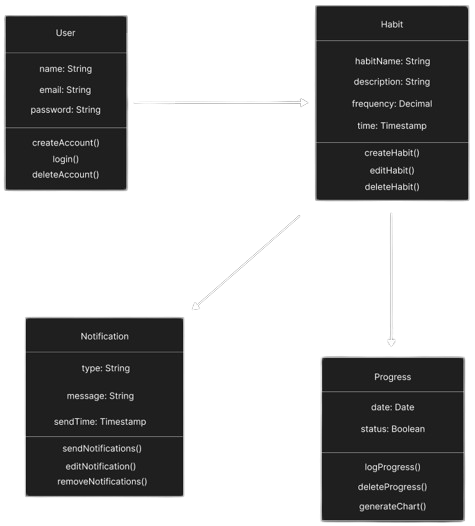 User
name: String
email: String
password: String
createAccount()
login()
deleteAccount()
Habit
habitName: String
description: String
frequency: Decimal
time: Timestamp
createHabit()
editHabit()
deleteHabit()
Notification
type: String
message: String
sendTime: Timestamp
sendNotifications()
editNotification()
removeNotifications()
Progress
date: Date
status: Boolean
logProgress()
deleteProgress()
generateChart()